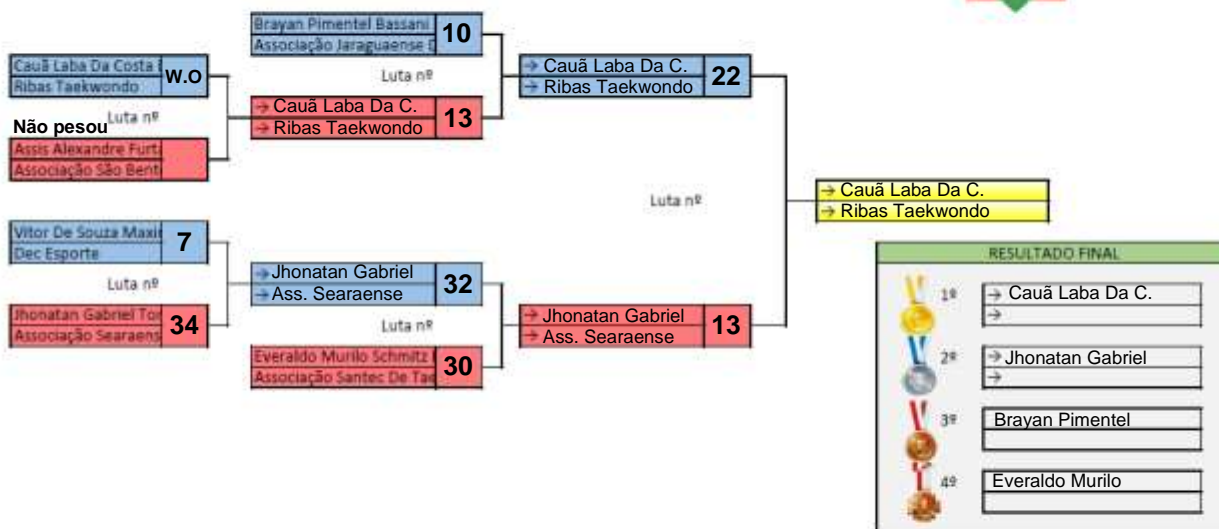 Brayan Pimentel Bassani
10
Associação Jaraguaense D
Cauã Laba Da Costa
W.O
Ribas Taekwondo
Luta nº
→ Cauã Laba Da C.
22
→ Ribas Taekwondo
Luta nº
→ Cauã Laba Da C.
13
→ Ribas Taekwondo
Não pesou
Assis Alexandre Furt
Associação São Bent
Luta nº
→ Cauã Laba Da C.
→ Ribas Taekwondo
Vitor De Souza Maxi
7
Dec Esporte
Luta nº
→ Jhonatan Gabriel
32
→ Ass. Searaense
Jhonatan Gabriel Tor
34
Associação Searaens
Luta nº
→ Jhonatan Gabriel
13
→ Ass. Searaense
Everaldo Murilo Schmitz
30
Associação Santec De Tae
RESULTADO FINAL
1º
→ Cauã Laba Da C.
→
2º
→ Jhonatan Gabriel
→
3º
Brayan Pimentel
4º
Everaldo Murilo